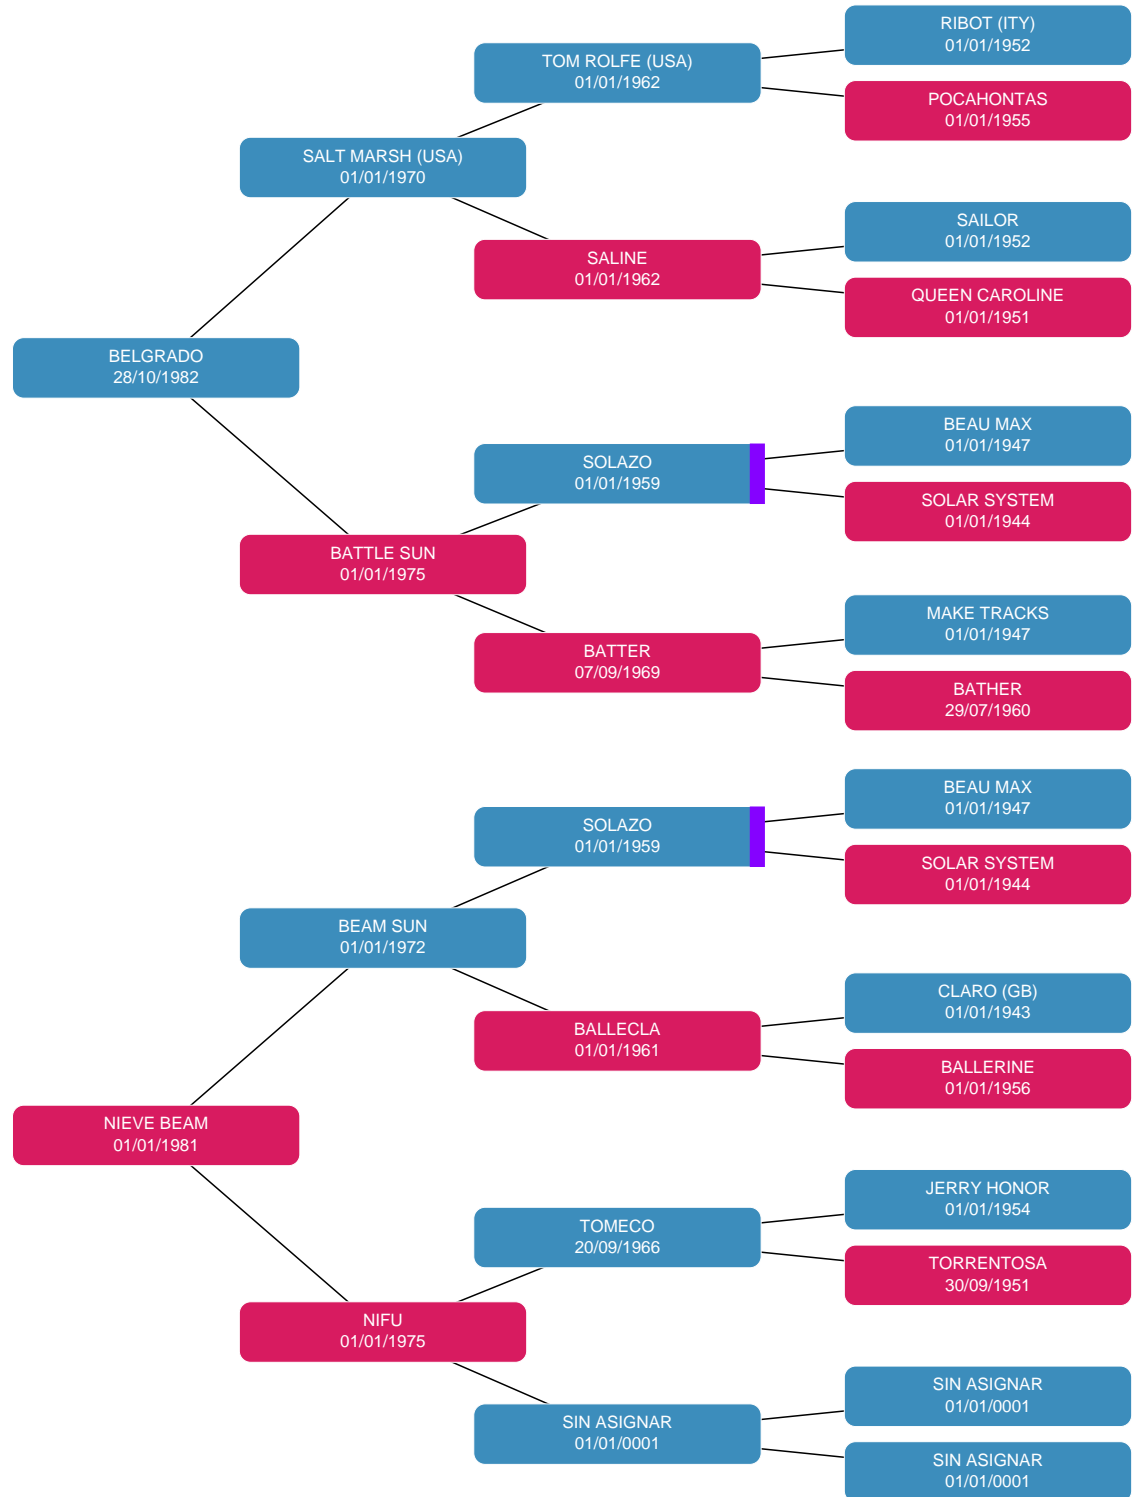 RIBOT (ITY)
01/01/1952
TOM ROLFE (USA)
01/01/1962
POCAHONTAS
01/01/1955
SALT MARSH (USA)
01/01/1970
SAILOR
01/01/1952
SALINE
01/01/1962
QUEEN CAROLINE
01/01/1951
BELGRADO
28/10/1982
BEAU MAX
01/01/1947
SOLAZO
01/01/1959
SOLAR SYSTEM
01/01/1944
BATTLE SUN
01/01/1975
MAKE TRACKS
01/01/1947
BATTER
07/09/1969
BATHER
29/07/1960
BEAU MAX
01/01/1947
SOLAZO
01/01/1959
SOLAR SYSTEM
01/01/1944
BEAM SUN
01/01/1972
CLARO (GB)
01/01/1943
BALLECLA
01/01/1961
BALLERINE
01/01/1956
NIEVE BEAM
01/01/1981
JERRY HONOR
01/01/1954
TOMECO
20/09/1966
TORRENTOSA
30/09/1951
NIFU
01/01/1975
SIN ASIGNAR
01/01/0001
SIN ASIGNAR
01/01/0001
SIN ASIGNAR
01/01/0001